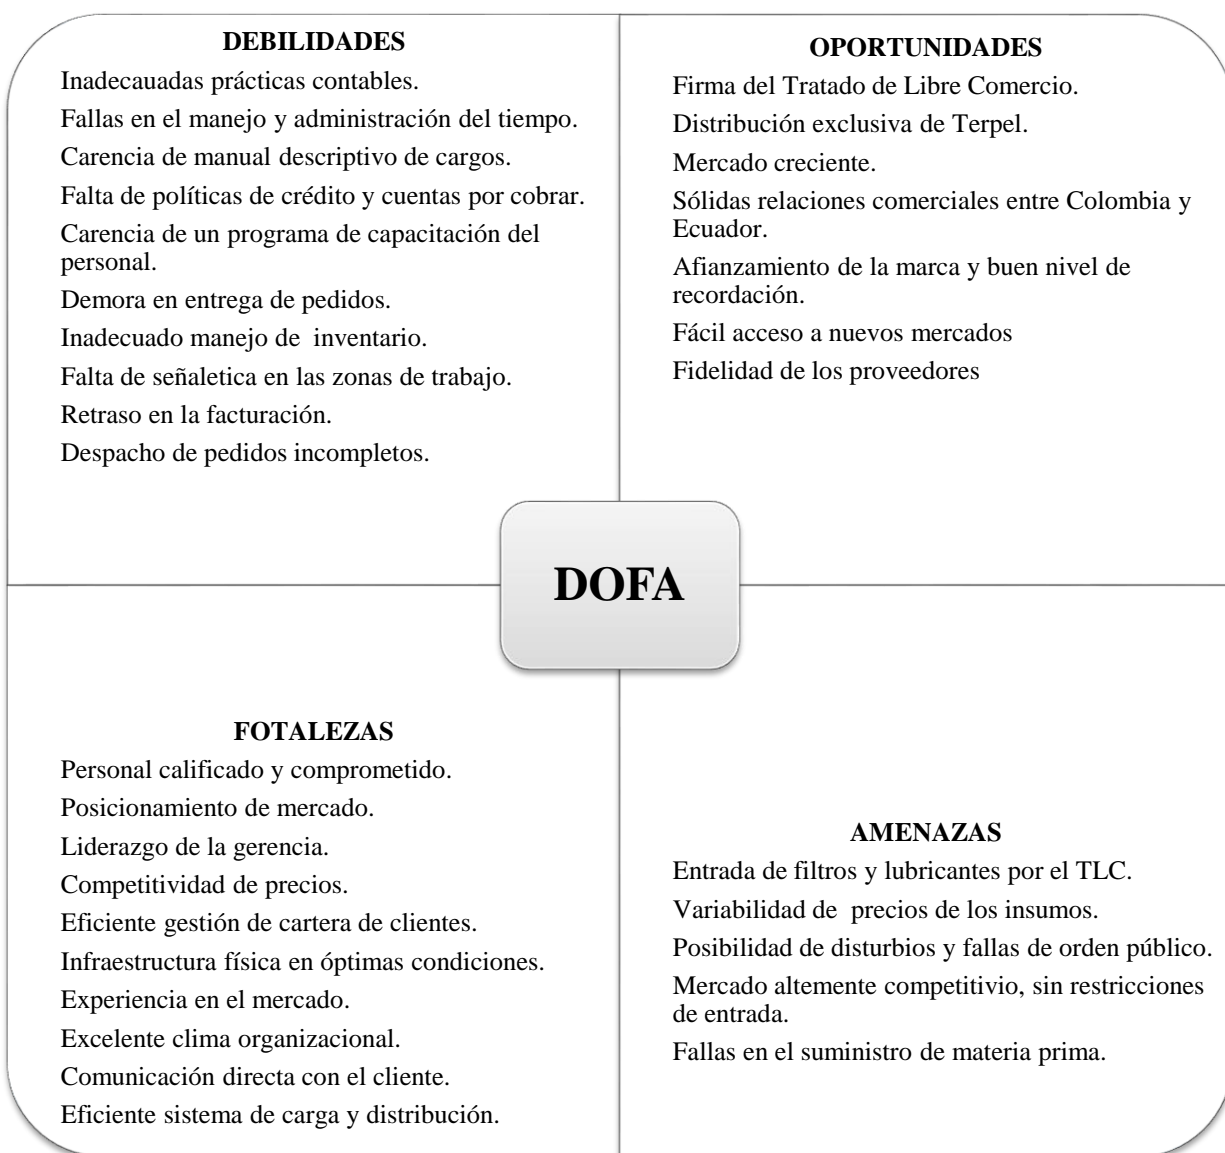 DEBILIDADES
Inadecauadas prácticas contables.
Fallas en el manejo y administración del tiempo.
Carencia de manual descriptivo de cargos.
Falta de políticas de crédito y cuentas por cobrar.
Carencia de un programa de capacitación del
personal.
Demora en entrega de pedidos.
Inadecuado manejo de  inventario.
Falta de señaletica en las zonas de trabajo.
Retraso en la facturación.
Despacho de pedidos incompletos.
OPORTUNIDADES
Firma del Tratado de Libre Comercio.
Distribución exclusiva de Terpel.
Mercado creciente.
Sólidas relaciones comerciales entre Colombia y
Ecuador.
Afianzamiento de la marca y buen nivel de
recordación.
Fácil acceso a nuevos mercados
Fidelidad de los proveedores
DOFA
FOTALEZAS
Personal calificado y comprometido.
Posicionamiento de mercado.
Liderazgo de la gerencia.
Competitividad de precios.
Eficiente gestión de cartera de clientes.
Infraestructura física en óptimas condiciones.
Experiencia en el mercado.
Excelente clima organizacional.
Comunicación directa con el cliente.
Eficiente sistema de carga y distribución.
AMENAZAS
Entrada de filtros y lubricantes por el TLC.
Variabilidad de  precios de los insumos.
Posibilidad de disturbios y fallas de orden público.
Mercado altemente competitivio, sin restricciones
de entrada.
Fallas en el suministro de materia prima.